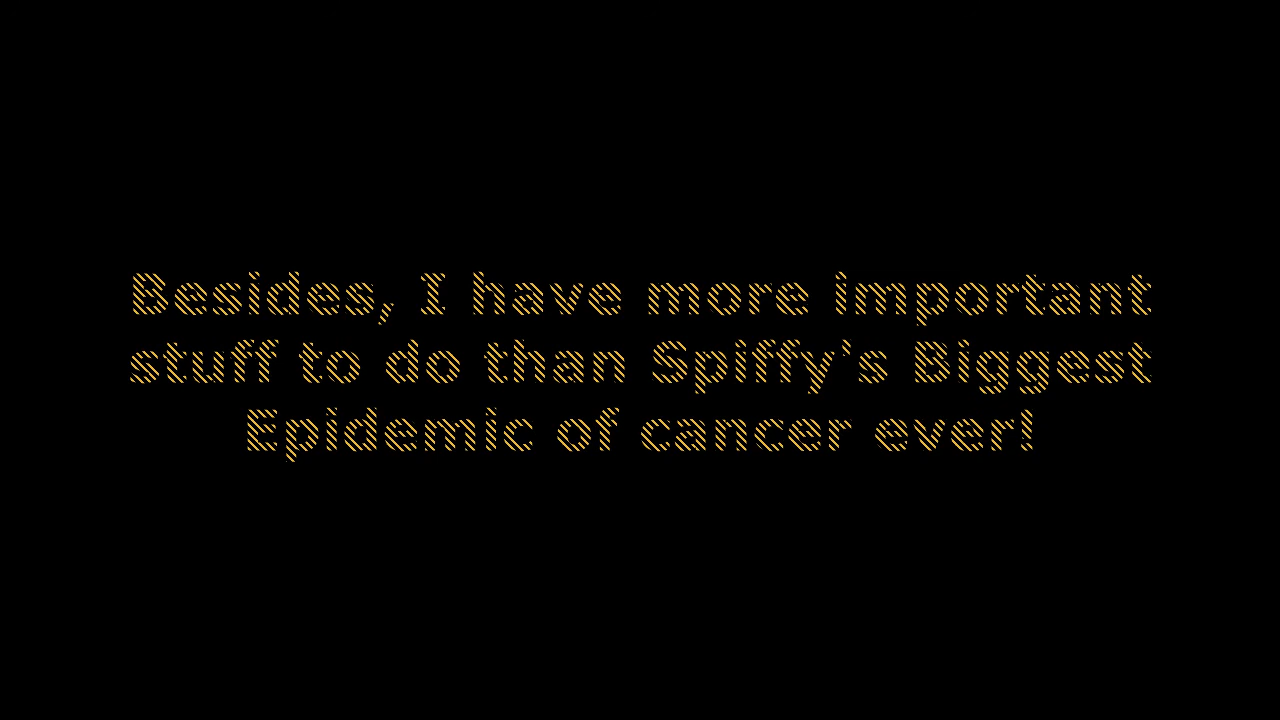 Besides, I have more important
stuff to do than Spiffy's Biggest
Epidemic of cancer ever!